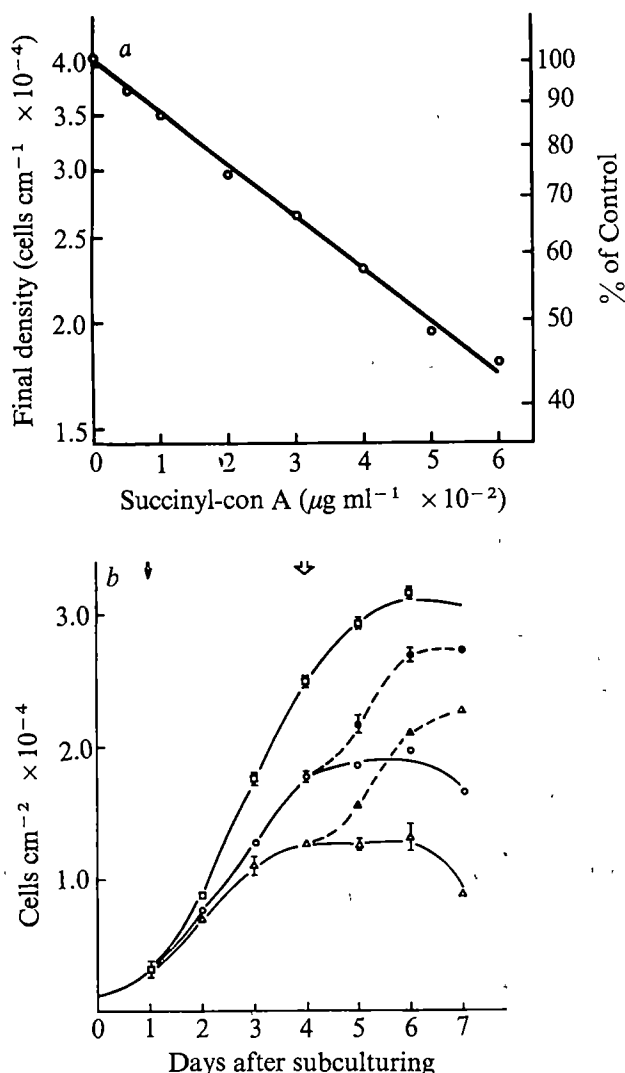 a
Final density (cells cm⁻¹ ×10⁻⁴)
4.0
3.5
3.0
2.5
2.0
1.5
100
90
80
70
60
50
40
% of Control
0 1 2 3 4 5 6
Succinyl-con A (μg ml⁻¹ ×10⁻²)
b
Cells cm⁻² ×10⁻⁴
3.0
2.0
1.0
0 1 2 3 4 5 6 7
Days after subculturing